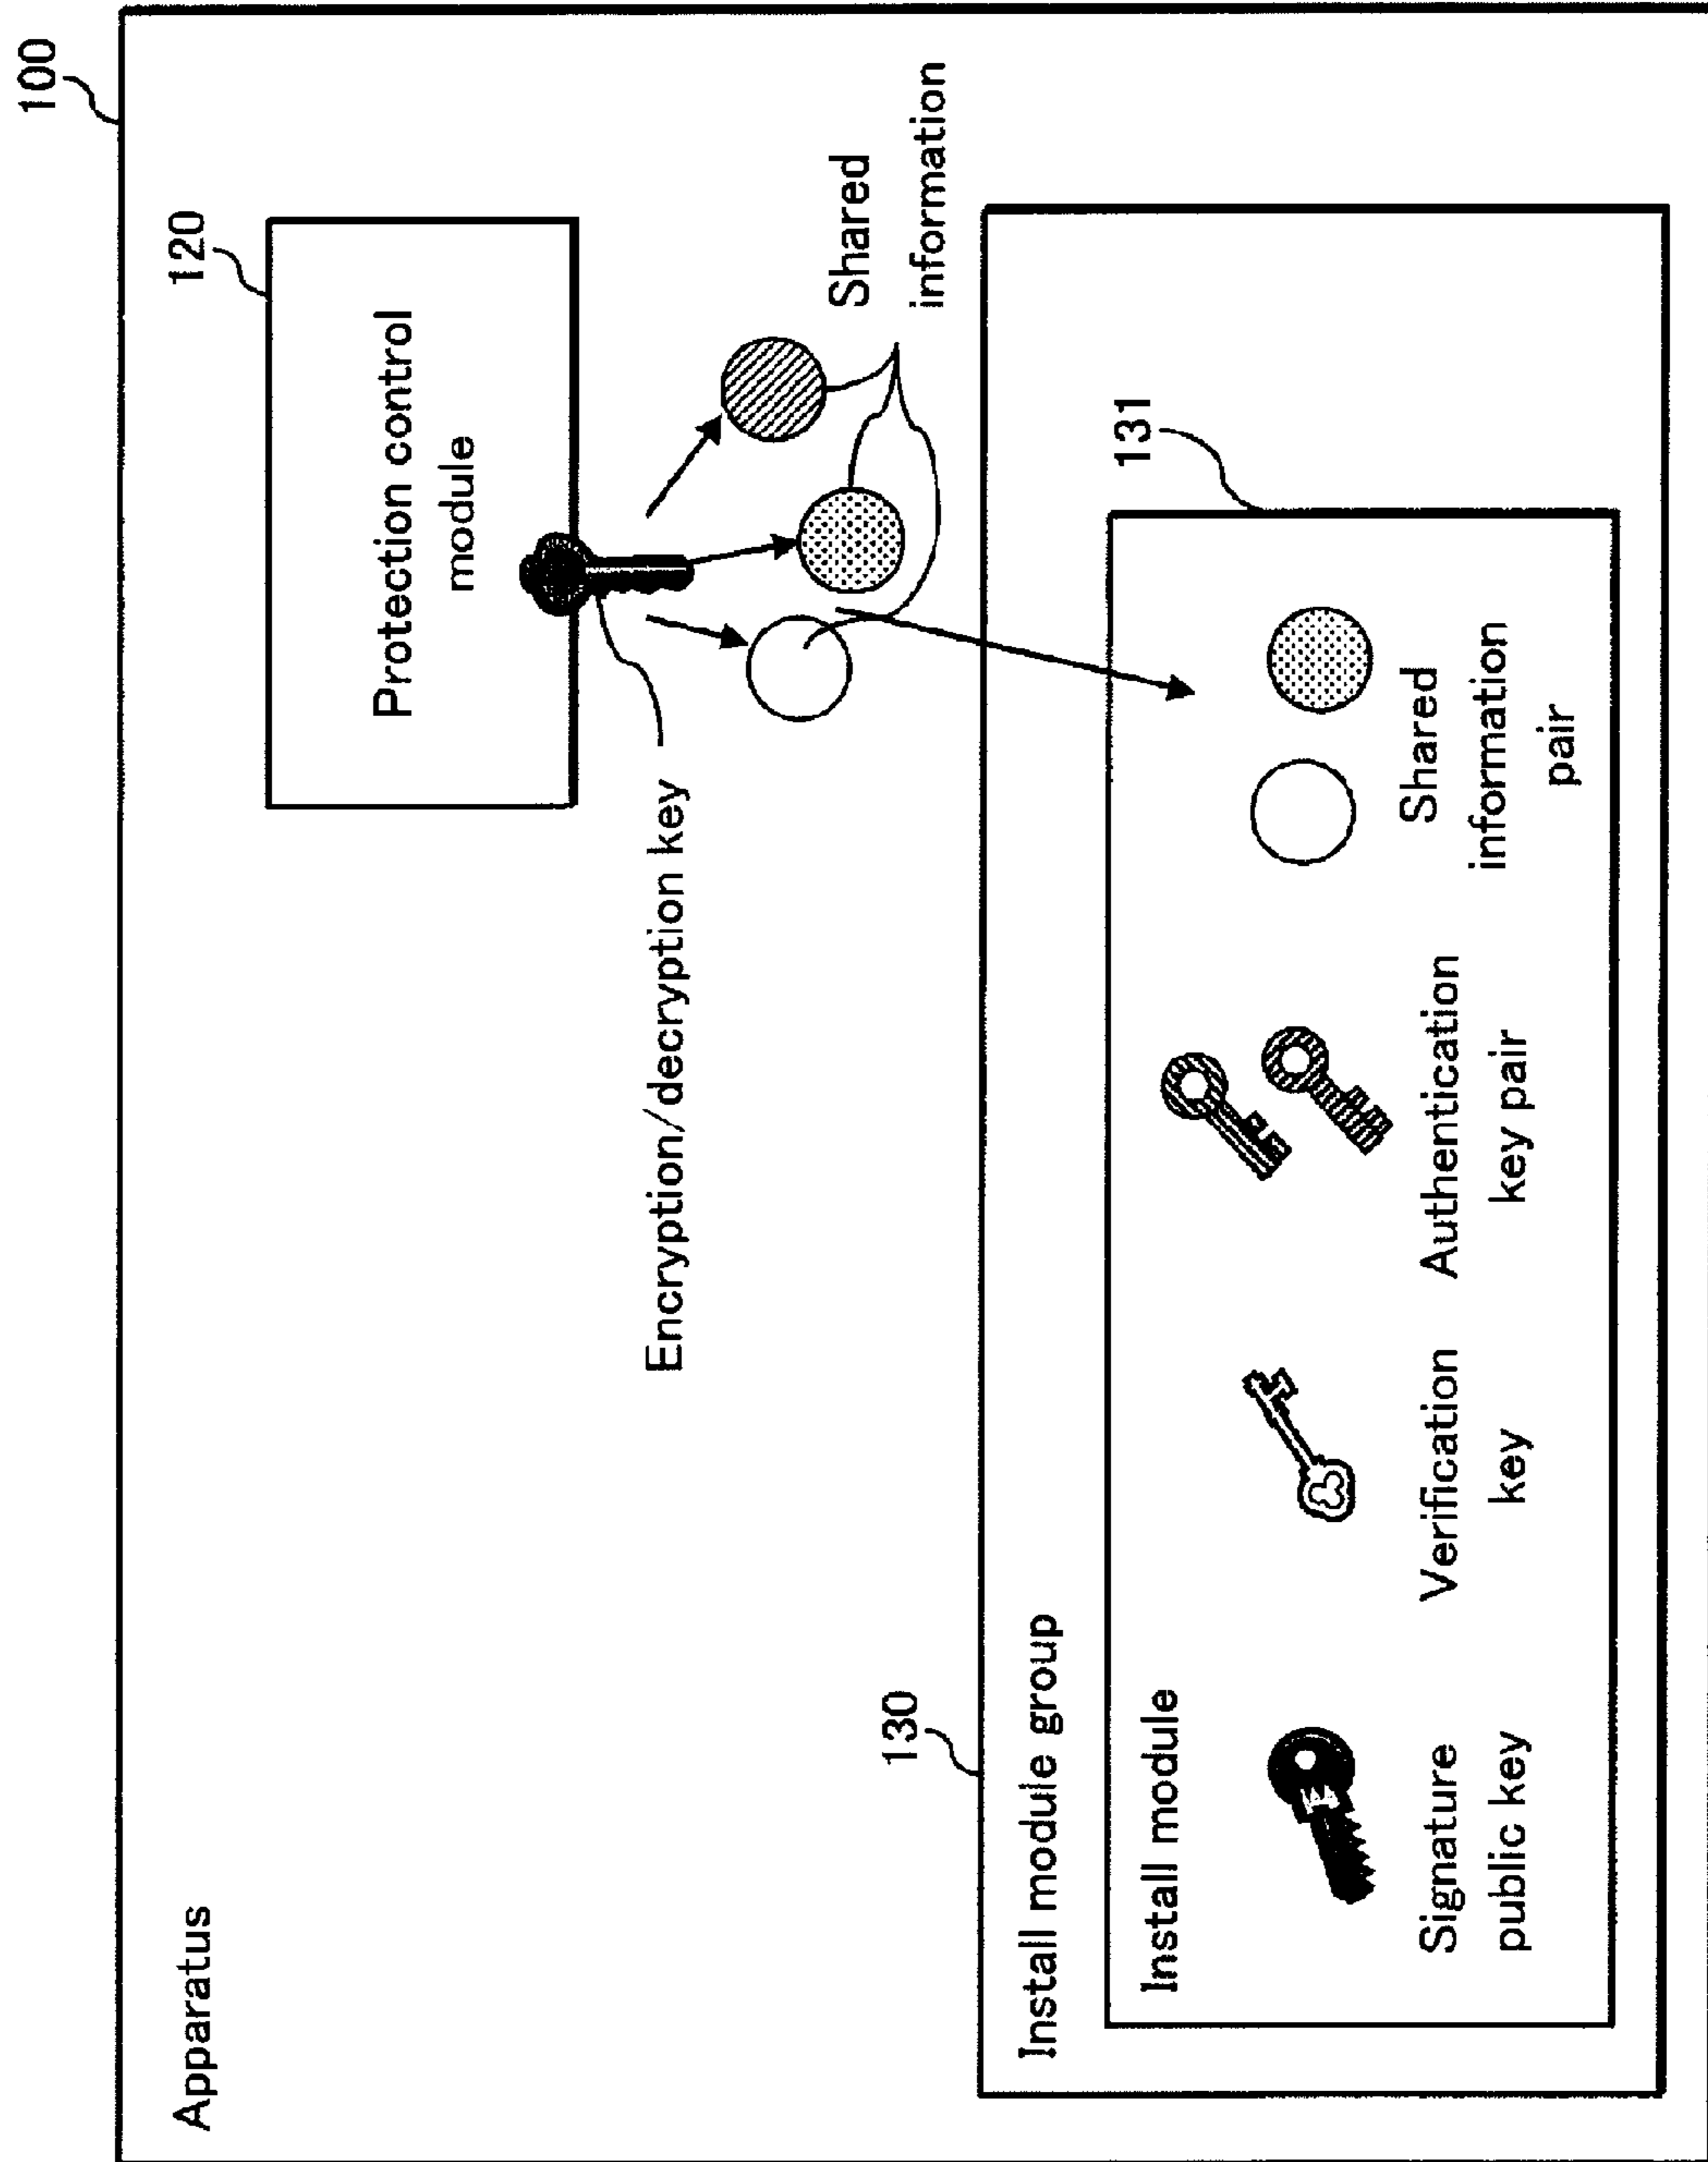 100
Apparatus
120
Protection control
module
Encryption/decryption key
Shared
information
130
Install module group
131
Install module
Signature
public key
Verification
key
Authentication
key pair
Shared
information
pair